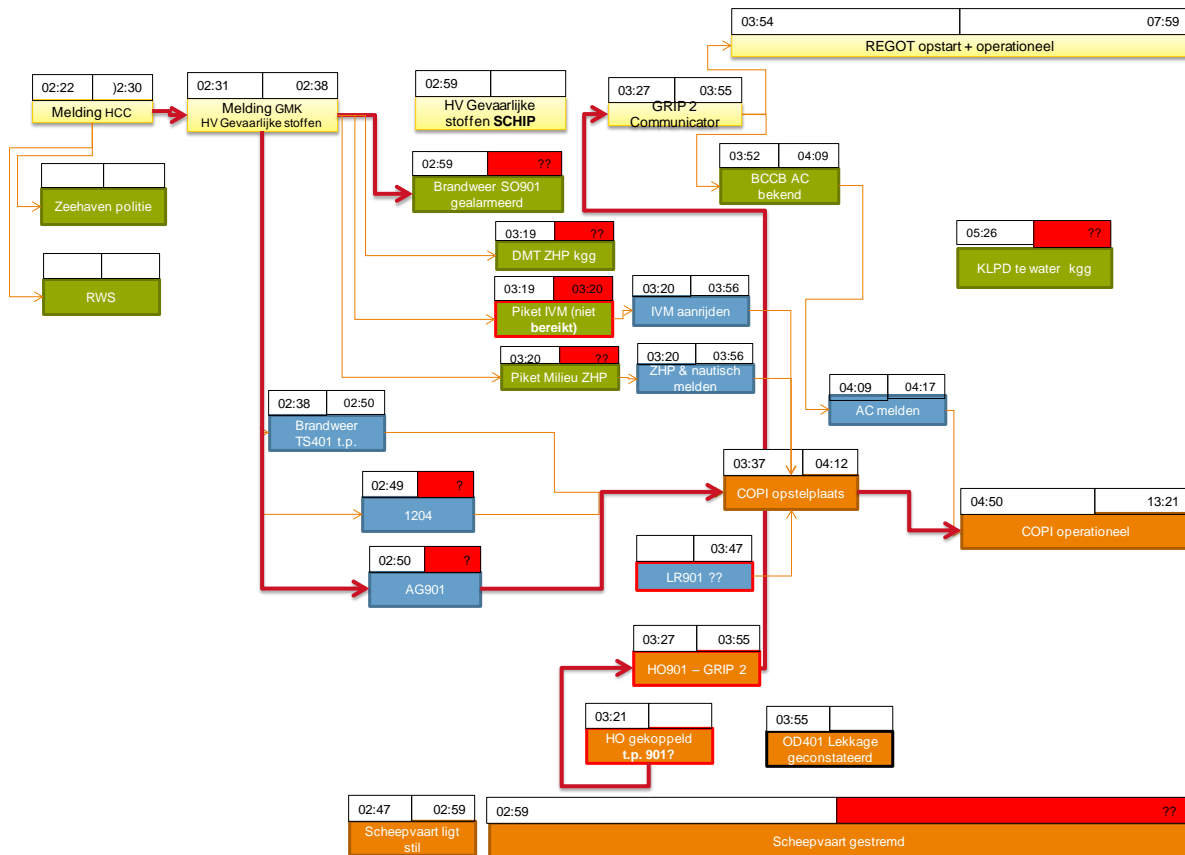 03:54 07:59
REGOT opstart + operationeel
02:22 )2:30
Melding HCC
02:31 02:38
Melding GMK
HV Gevaarlijke stoffen
02:59
HV Gevaarlijke
stoffen SCHIP
03:27 03:55
GRIP 2
Communicator
02:59 ??
Brandweer SO901
gealarmeerd
03:52 04:09
BCCB AC
bekend
Zeehaven politie
RWS
03:19 ??
DMT ZHP kgg
05:26 ??
KLPD te water kgg
03:19 03:20
Piket IVM (niet
bereikt)
03:20 03:56
IVM aanrijden
03:20 ??
Piket Milieu ZHP
03:20 03:56
ZHP & nautisch
melden
04:09 04:17
AC melden
02:38 02:50
Brandweer
TS401 t.p.
03:37 04:12
COPI opstelplaats
02:49 ?
1204
04:50 13:21
COPI operationeel
02:50 ?
AG901
03:47
LR901 ??
03:27 03:55
HO901 – GRIP 2
03:21
HO gekoppeld
t.p. 901?
03:55
OD401 Lekkage
geconstateerd
02:47 02:59
Scheepvaart ligt
stil
02:59 ??
Scheepvaart gestremd